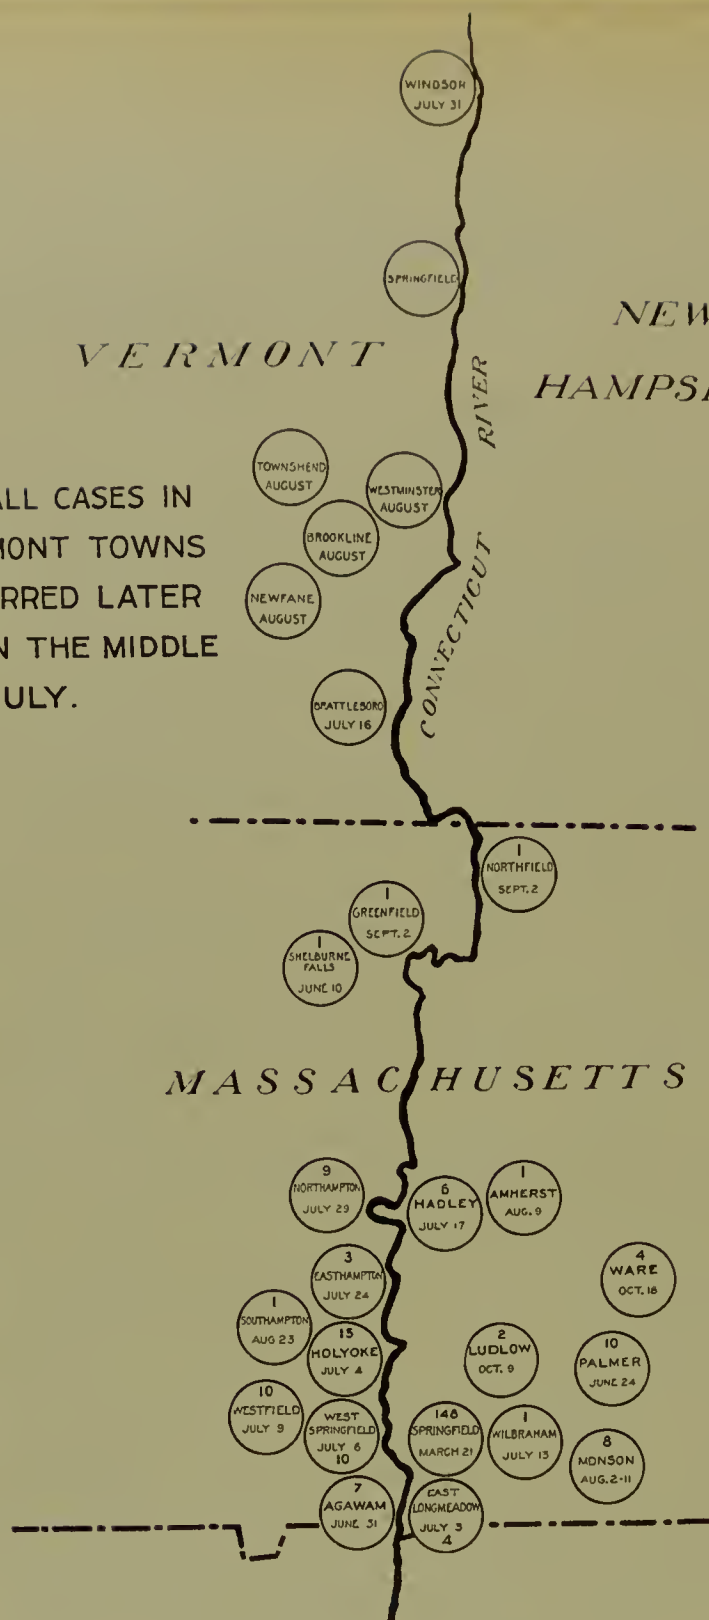 WINDSOR
JULY 31
SPRINGFIELD
NEW
VERMONT
HAMPS
RIVER
TOWNSHEND
AUGUST
WESTMINSTER
AUGUST
ALL CASES IN
MONT TOWNS
RRED LATER
N THE MIDDLE
ULY.
BROOKLINE
AUGUST
CONNECTICUT
NEWFANE
AUGUST
BRATTLEBORO
JULY 16
1
NORTHFIELD
SEPT. 2
1
GREENFIELD
SEPT. 2
1
SHELBURNE
FALLS
JUNE 10
MASSACHUSETTS
9
NORTHAMPTON
JULY 29
6
HADLEY
JULY 17
1
AMHERST
AUG. 9
3
EASTHAMPTON
JULY 24
4
WARE
OCT. 18
1
SOUTHAMPTON
AUG 23
15
HOLYOKE
JULY 4
2
LUDLOW
OCT. 9
10
PALMER
JUNE 24
10
WESTFIELD
JULY 9
WEST
SPRINGFIELD
JULY 6
10
148
SPRINGFIELD
MARCH 21
1
WILBRAHAM
JULY 13
8
MONSON
AUG. 2-11
7
AGAWAM
JUNE 31
EAST
LONGMEADOW
JULY 3
4